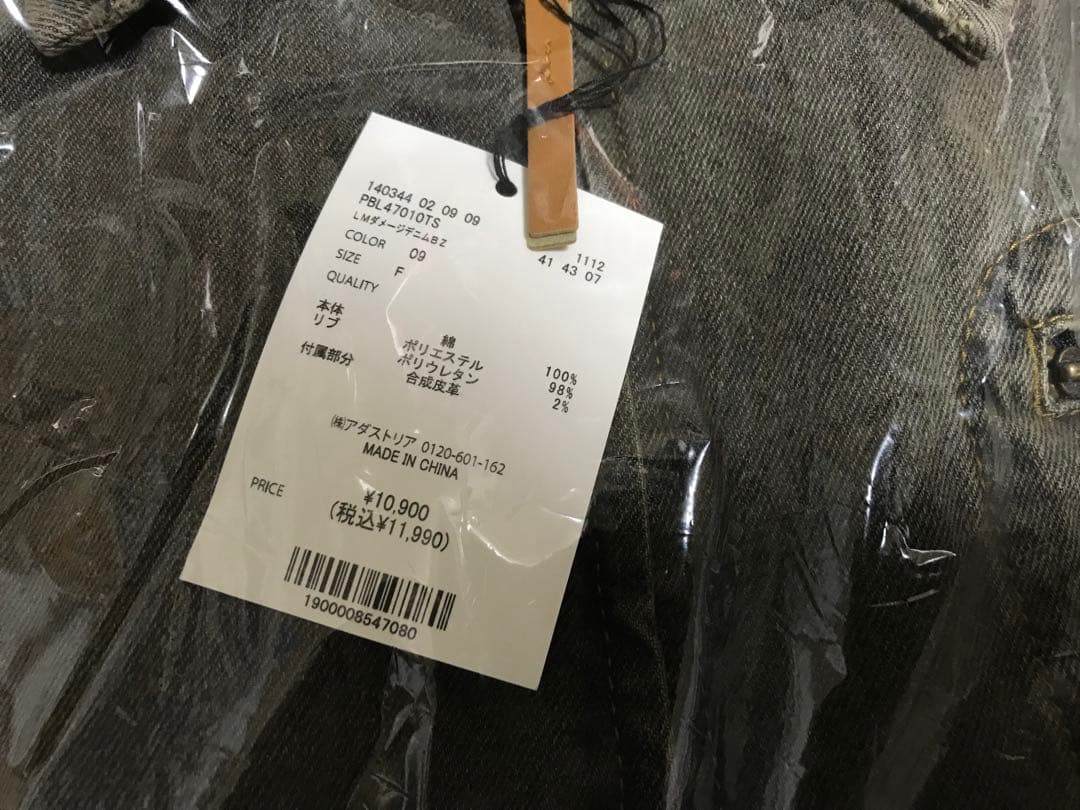 140344 02 09 09
PBL47010TS
LMダメージデニムBZ
1112
COLOR 09 41 43 07
SIZE F
QUALITY
本体 綿 100%
リブ ポリエステル 98%
ポリウレタン 2%
付属部分 合成皮革
㈱アダストリア 0120-601-162
MADE IN CHINA
PRICE ¥10,900
(税込¥11,990)
1900008547080